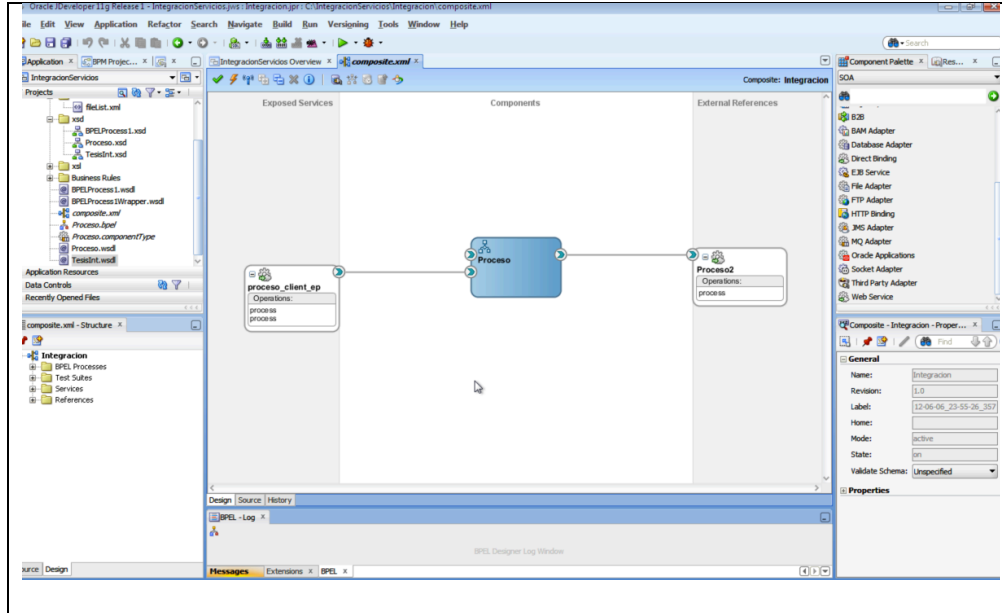 Oracle JDeveloper 11g Release 1 - IntegracionServicios.jws : Integracion.jpr : C:\IntegracionServicios\Integracion\composite.xml
Edit View Application Refactor Search Navigate Build Run Versioning Tools Window Help
Search
Application
BPM Projec...
IntegracionServicios Overview
composite.xml
Component Palette
Res...
IntegracionServicios
Composite: Integracion
SOA
Projects
fileList.xml
xsd
BPELProcess1.xsd
Proceso.xsd
TesisInt.xsd
xsl
Business Rules
BPELProcess1.wsdl
BPELProcess1Wrapper.wsdl
composite.xml
Proceso.bpel
Proceso.componentType
Proceso.wsdl
TesisInt.wsdl
Application Resources
Data Controls
Recently Opened Files
composite.xml - Structure
Integracion
BPEL Processes
Test Suites
Services
References
Design
Exposed Services
Components
External References
proceso_client_ep
Operations:
process
process
Proceso
Proceso2
Operations:
process
Design Source History
BPEL - Log
BPEL Designer Log Window
Messages Extensions BPEL
B2B
BAM Adapter
Database Adapter
Direct Binding
EJB Service
File Adapter
FTP Adapter
HTTP Binding
JMS Adapter
MQ Adapter
Oracle Applications
Socket Adapter
Third Party Adapter
Web Service
Composite - Integracion - Proper...
Find
General
Name: Integracion
Revision: 1.0
Label: 12-06-06_23-55-26_357
Home:
Mode: active
State: on
Validate Schema: Unspecified
Properties